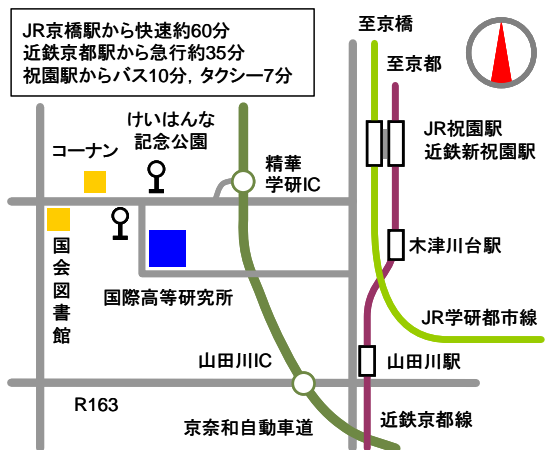 JR京橋駅から快速約60分
近鉄京都駅から急行約35分
祝園駅からバス10分，タクシー7分
至京橋
至京都
けいはんな
記念公園
コーナン
精華
学研IC
JR祝園駅
近鉄新祝園駅
国会図書館
木津川台駅
国際高等研究所
JR学研都市線
山田川IC
山田川駅
R163
京奈和自動車道
近鉄京都線